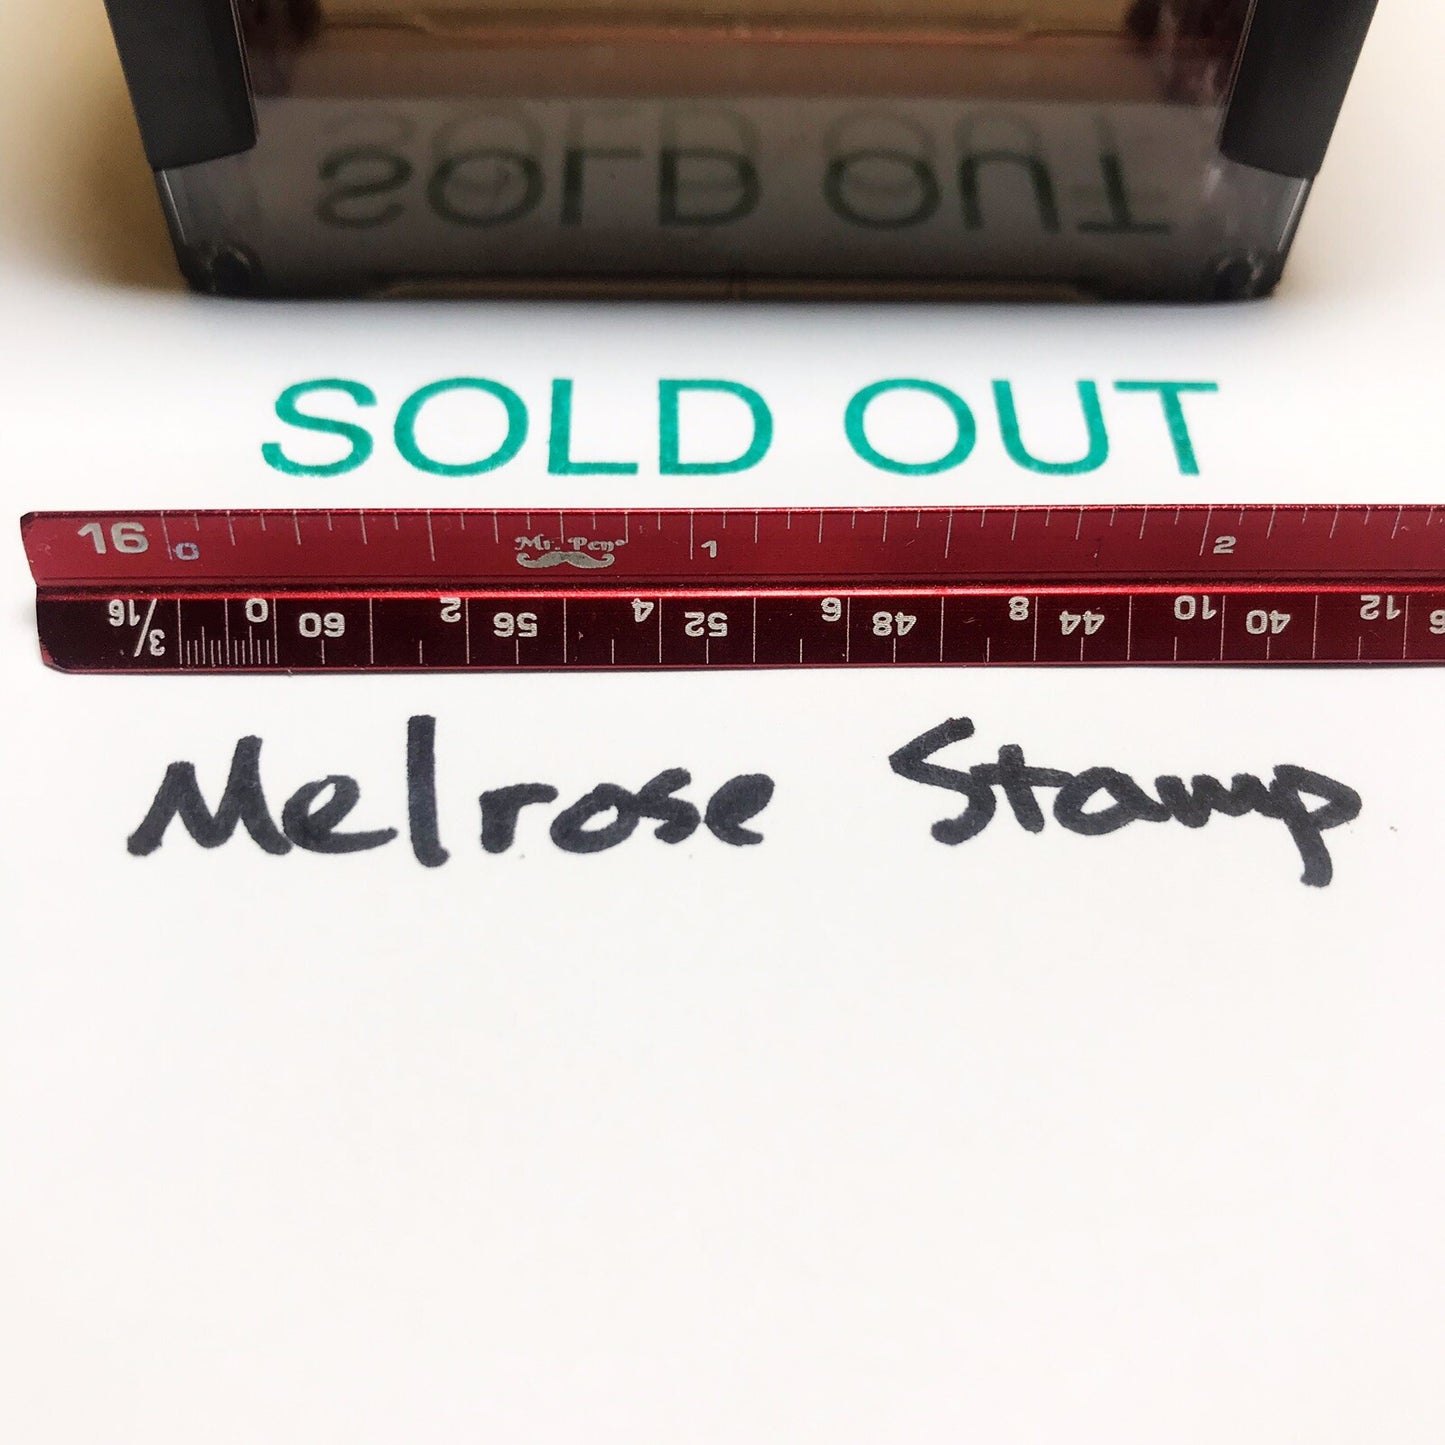 SOLD OUT
SOLD OUT
16 0 Mr. Pen® 1 2
3/16 0 60 2 56 4 52 6 48 8 44 10 40 12
Melrose Stamp